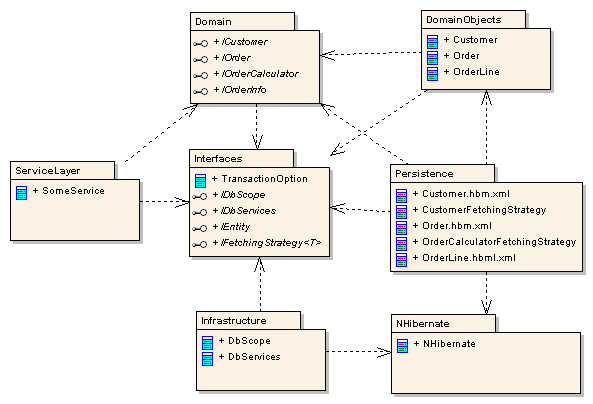 Domain
+ ICustomer
+ IOrder
+ IOrderCalculator
+ IOrderInfo
DomainObjects
+ Customer
+ Order
+ OrderLine
ServiceLayer
+ SomeService
Interfaces
+ TransactionOption
+ IDbScope
+ IDbServices
+ IEntity
+ IFetchingStrategy<T>
Persistence
+ Customer.hbm.xml
+ CustomerFetchingStrategy
+ Order.hbm.xml
+ OrderCalculatorFetchingStrategy
+ OrderLine.hbml.xml
Infrastructure
+ DbScope
+ DbServices
NHibernate
+ NHibernate